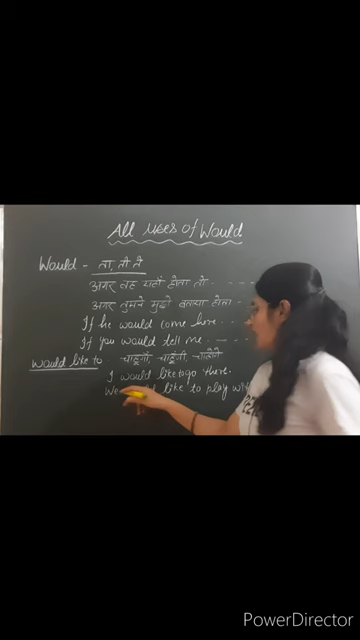 All uses of Would
Would - ता, ती ते
अगर वह यहाँ होता तो - - - -
अगर तुमने मुझे बताया होता - -
If he would come here - -
If you would tell me - - -
Would like to - चाहूँगा, चाहूँगी, चाहेंगे
I would like to go there.
We like to play
PowerDirector